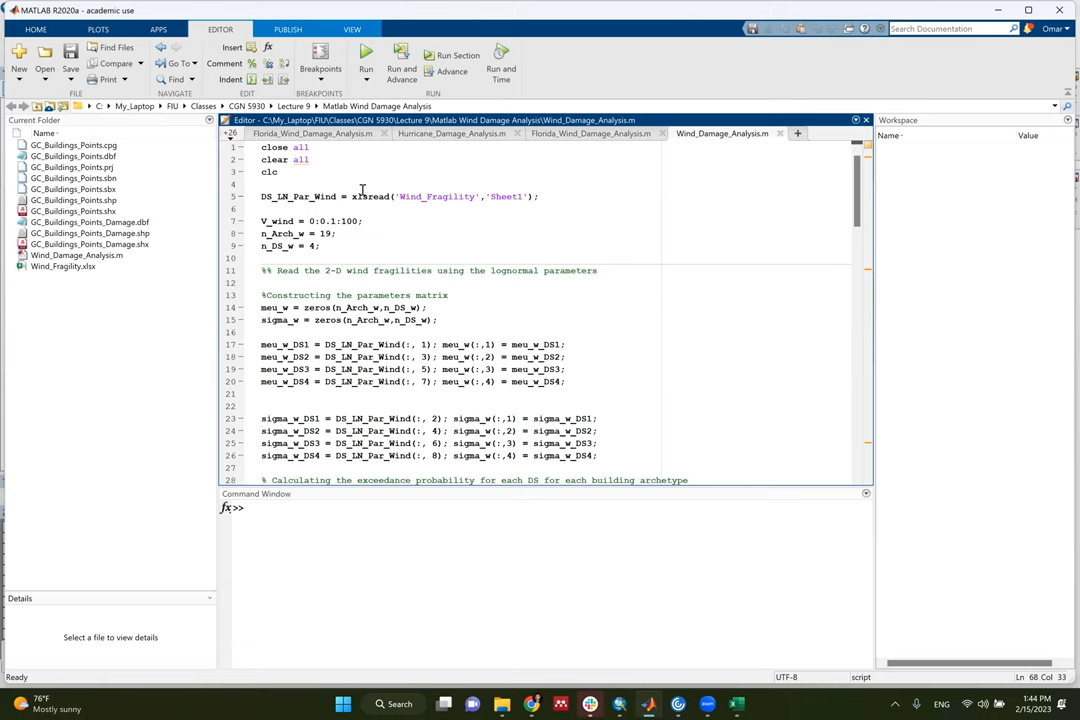 MATLAB R2020a - academic use
HOME PLOTS APPS EDITOR PUBLISH VIEW
Search Documentation
Omar
New Open Save
Find Files
Compare
Print
FILE
Go To
Find
NAVIGATE
Insert
Comment
Indent
EDIT
Breakpoints
BREAKPOINTS
Run
Run and Advance
Run Section
Advance
Run and Time
RUN
C: My_Laptop FIU Classes CGN 5930 Lecture 9 Matlab Wind Damage Analysis
Current Folder
Name
GC_Buildings_Points.cpg
GC_Buildings_Points.dbf
GC_Buildings_Points.prj
GC_Buildings_Points.sbn
GC_Buildings_Points.sbx
GC_Buildings_Points.shp
GC_Buildings_Points.shx
GC_Buildings_Points_Damage.dbf
GC_Buildings_Points_Damage.shp
GC_Buildings_Points_Damage.shx
Wind_Damage_Analysis.m
Wind_Fragility.xlsx
Details
Select a file to view details
Editor - C:\My_Laptop\FIU\Classes\CGN 5930\Lecture 9\Matlab Wind Damage Analysis\Wind_Damage_Analysis.m
+26 Florida_Wind_Damage_Analysis.m Hurricane_Damage_Analysis.m Florida_Wind_Damage_Analysis.m Wind_Damage_Analysis.m
1 close all
2 clear all
3 clc
4
5 DS_LN_Par_Wind = xlsread('Wind_Fragility','Sheet1');
6
7 V_wind = 0:0.1:100;
8 n_Arch_w = 19;
9 n_DS_w = 4;
10
11 %% Read the 2-D wind fragilities using the lognormal parameters
12
13 %Constructing the parameters matrix
14 meu_w = zeros(n_Arch_w,n_DS_w);
15 sigma_w = zeros(n_Arch_w,n_DS_w);
16
17 meu_w_DS1 = DS_LN_Par_Wind(:, 1); meu_w(:,1) = meu_w_DS1;
18 meu_w_DS2 = DS_LN_Par_Wind(:, 3); meu_w(:,2) = meu_w_DS2;
19 meu_w_DS3 = DS_LN_Par_Wind(:, 5); meu_w(:,3) = meu_w_DS3;
20 meu_w_DS4 = DS_LN_Par_Wind(:, 7); meu_w(:,4) = meu_w_DS4;
21
22
23 sigma_w_DS1 = DS_LN_Par_Wind(:, 2); sigma_w(:,1) = sigma_w_DS1;
24 sigma_w_DS2 = DS_LN_Par_Wind(:, 4); sigma_w(:,2) = sigma_w_DS2;
25 sigma_w_DS3 = DS_LN_Par_Wind(:, 6); sigma_w(:,3) = sigma_w_DS3;
26 sigma_w_DS4 = DS_LN_Par_Wind(:, 8); sigma_w(:,4) = sigma_w_DS4;
27
28 % Calculating the exceedance probability for each DS for each building archetype
Command Window
fx >>
Workspace
Name Value
Ready
UTF-8 script Ln 68 Col 33
76°F
Mostly sunny
Search
ENG
1:44 PM
2/15/2023